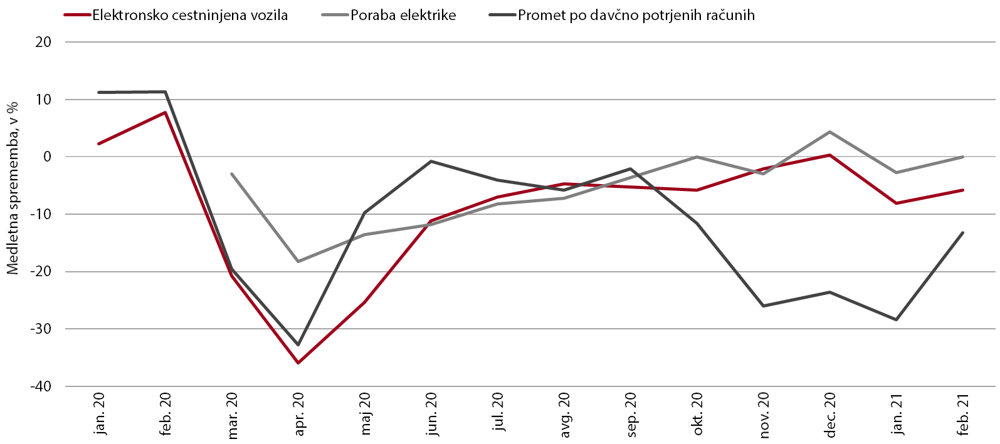 Elektronsko cestninjena vozila Poraba elektrike Promet po davčno potrjenih računih
Medletna sprememba, v %
20
10
0
-10
-20
-30
-40
jan. 20
feb. 20
mar. 20
apr. 20
maj 20
jun. 20
jul. 20
avg. 20
sep. 20
okt. 20
nov. 20
dec. 20
jan. 21
feb. 21